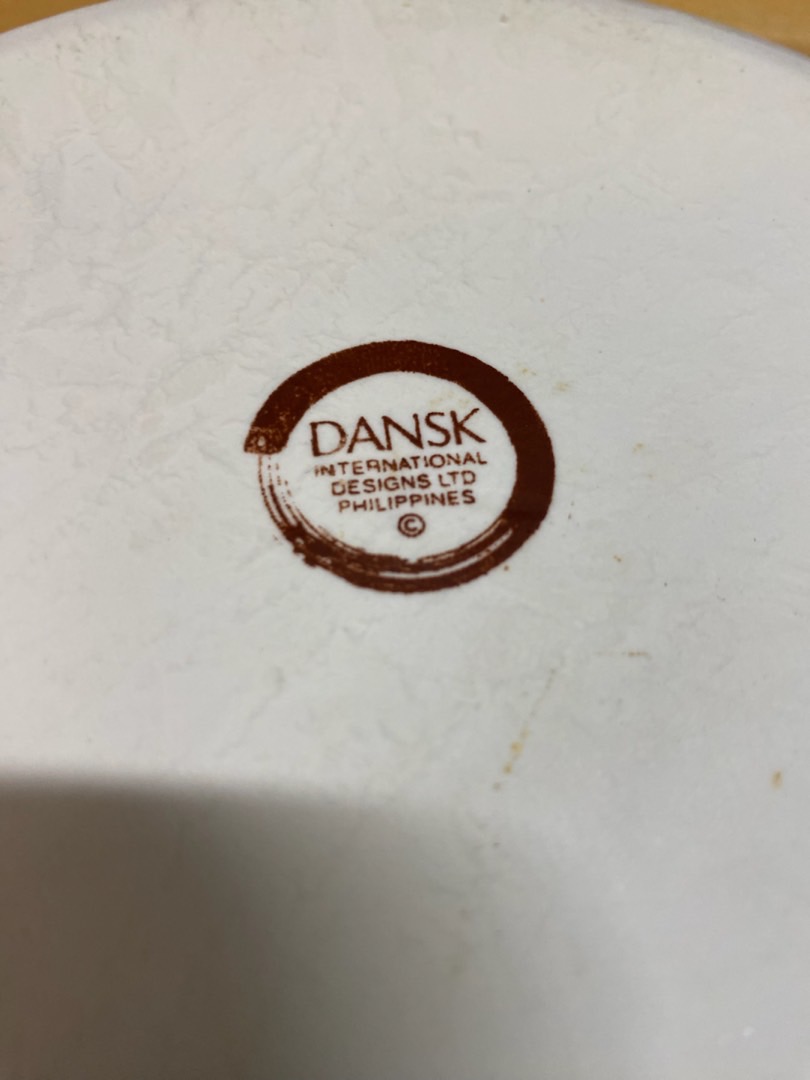 DANSK
INTERNATIONAL
DESIGNS LTD
PHILIPPINES
©